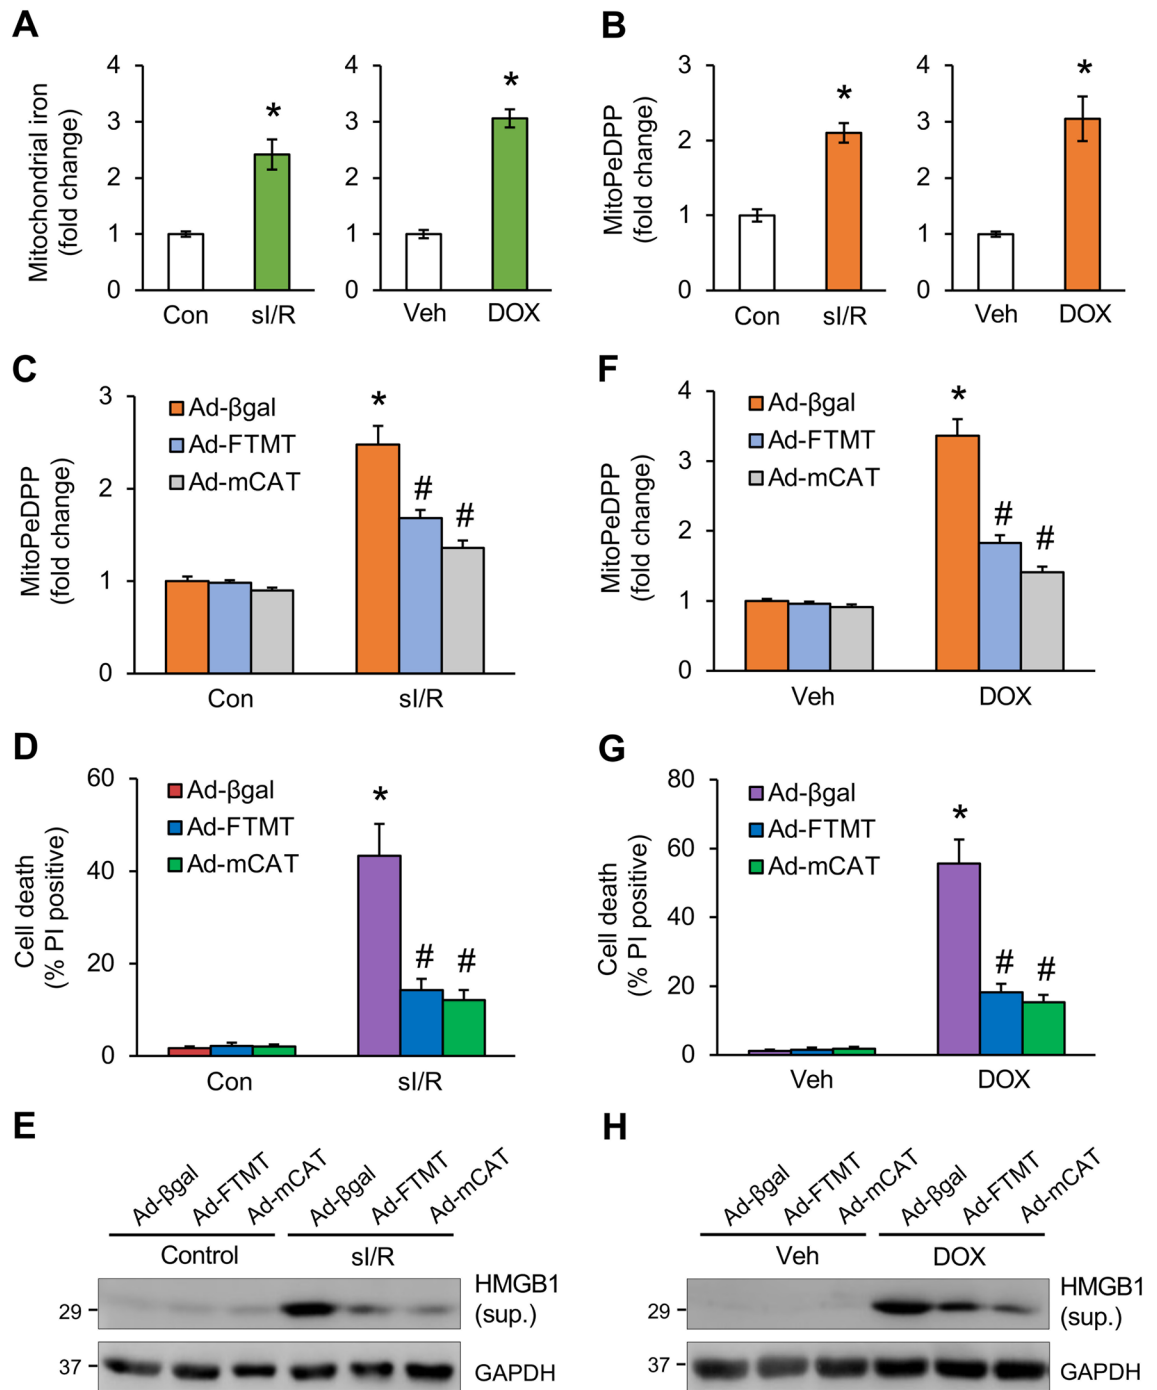 A
Mitochondrial iron
(fold change)
4
3
2
1
0
*
Con
sI/R
4
3
2
1
0
*
Veh
DOX
B
MitoPeDPP
(fold change)
3
2
1
0
*
Con
sI/R
4
3
2
1
0
*
Veh
DOX
C
MitoPeDPP
(fold change)
3
2
1
0
Ad-βgal
Ad-FTMT
Ad-mCAT
*
#
#
Con
sI/R
F
MitoPeDPP
(fold change)
4
3
2
1
0
Ad-βgal
Ad-FTMT
Ad-mCAT
*
#
#
Veh
DOX
D
Cell death
(% PI positive)
60
40
20
0
Ad-βgal
Ad-FTMT
Ad-mCAT
*
#
#
Con
sI/R
G
Cell death
(% PI positive)
80
60
40
20
0
Ad-βgal
Ad-FTMT
Ad-mCAT
*
#
#
Veh
DOX
E
Ad-βgal
Ad-FTMT
Ad-mCAT
Ad-βgal
Ad-FTMT
Ad-mCAT
Control
sI/R
29
HMGB1
(sup.)
37
GAPDH
H
Ad-βgal
Ad-FTMT
Ad-mCAT
Ad-βgal
Ad-FTMT
Ad-mCAT
Veh
DOX
29
HMGB1
(sup.)
37
GAPDH